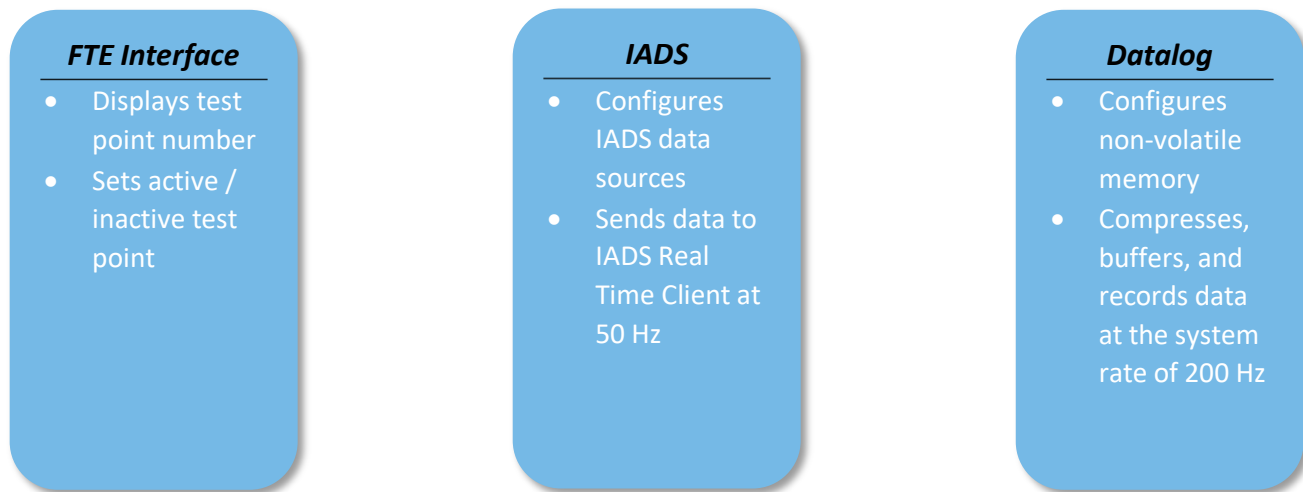 FTE Interface
• Displays test
point number
• Sets active /
inactive test
point
IADS
• Configures
IADS data
sources
• Sends data to
IADS Real
Time Client at
50 Hz
Datalog
• Configures
non-volatile
memory
• Compresses,
buffers, and
records data
at the system
rate of 200 Hz